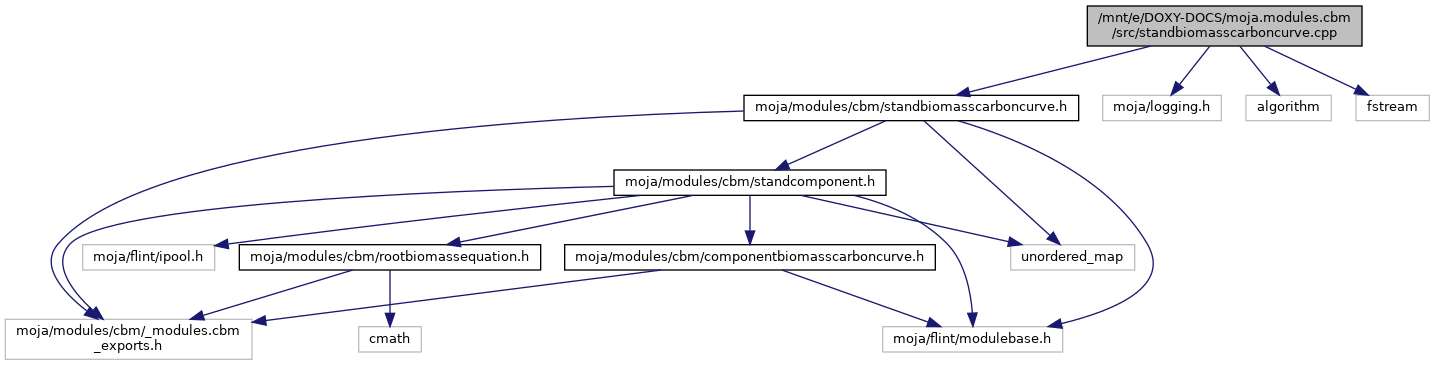 /mnt/e/DOXY-DOCS/moja.modules.cbm
/src/standbiomasscarboncurve.cpp
moja/modules/cbm/standbiomasscarboncurve.h
moja/logging.h
algorithm
fstream
moja/modules/cbm/standcomponent.h
moja/flint/ipool.h
moja/modules/cbm/rootbiomassequation.h
moja/modules/cbm/componentbiomasscarboncurve.h
unordered_map
moja/modules/cbm/_modules.cbm
_exports.h
cmath
moja/flint/modulebase.h